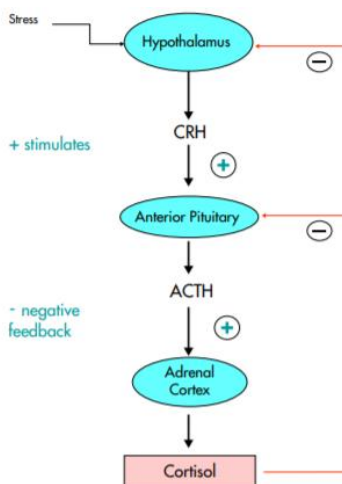 Stress
Hypothalamus
−
CRH
+ stimulates
+
Anterior Pituitary
−
ACTH
- negative
feedback
+
Adrenal
Cortex
Cortisol